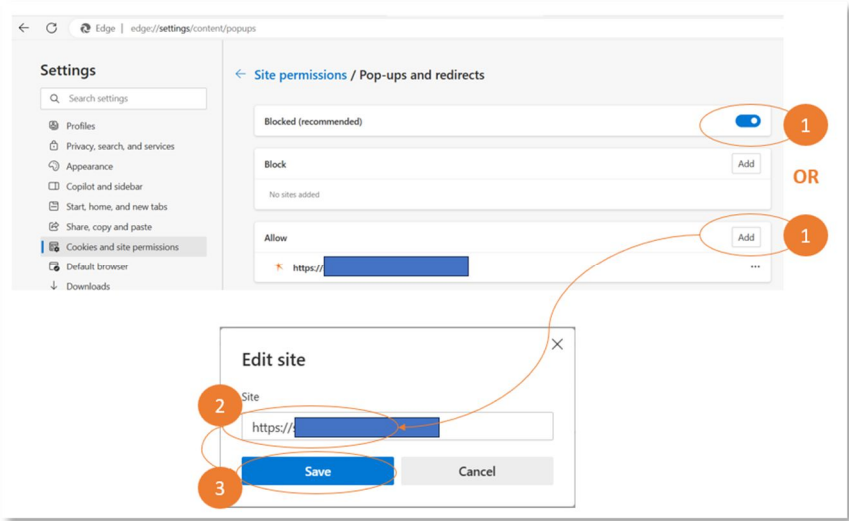 Edge | edge://settings/content/popups
Settings
Search settings
Profiles
Privacy, search, and services
Appearance
Copilot and sidebar
Start, home, and new tabs
Share, copy and paste
Cookies and site permissions
Default browser
Downloads
Site permissions / Pop-ups and redirects
Blocked (recommended)
1
OR
Block
Add
No sites added
Allow
Add
1
https://
...
Edit site
Site
2
https://
Save
Cancel
3